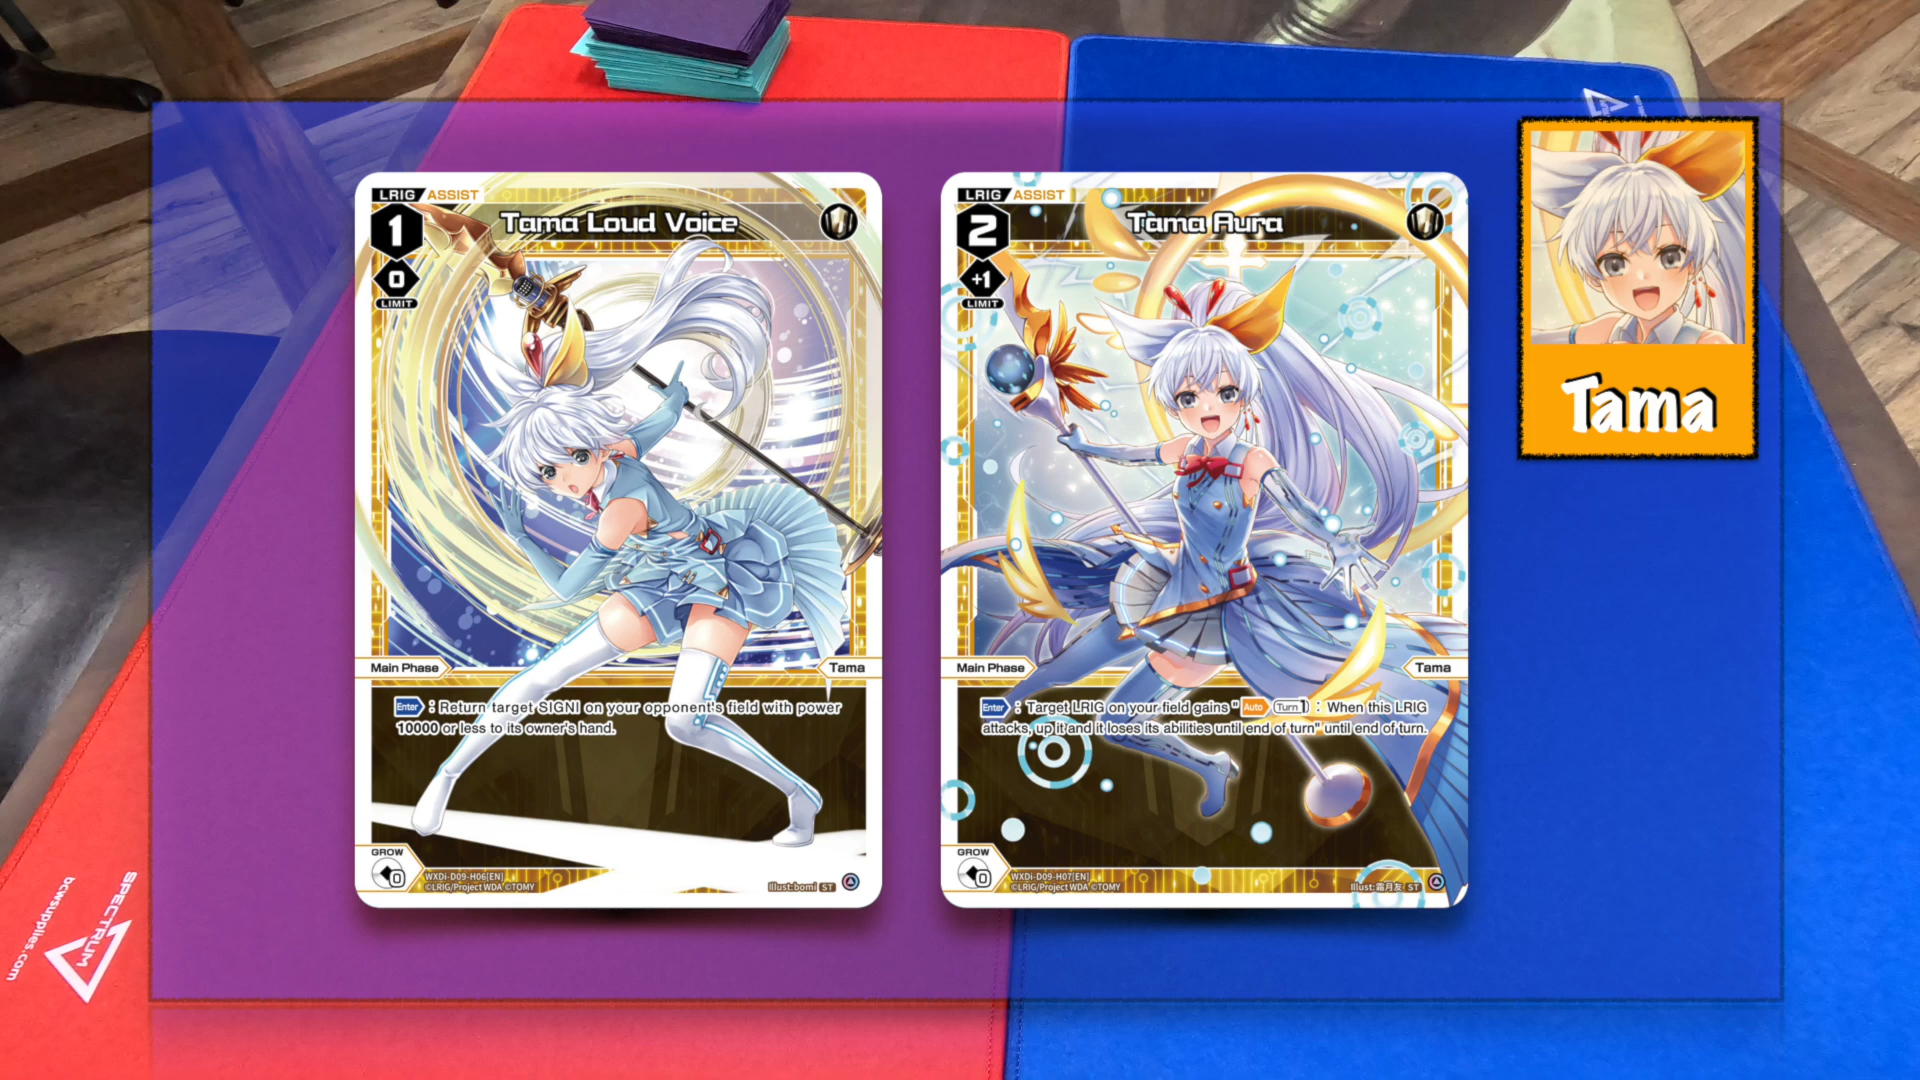 LRIG ASSIST
1
Tama Loud Voice
0
LIMIT
Main Phase
Tama
Enter : Return target SIGNI on your opponent's field with power
10000 or less to its owner's hand.
GROW
0
WXDi-D09-H06[EN]
©LRIG/Project WDA ©TOMY
Illust:bomi ST
LRIG ASSIST
2
Tama Aura
+1
LIMIT
Main Phase
Tama
Enter : Target LRIG on your field gains "Auto Turn 1 : When this LRIG
attacks, up it and it loses its abilities until end of turn" until end of turn.
GROW
0
WXDi-D09-H07[EN]
©LRIG/Project WDA ©TOMY
Illust:霜月友 ST
Tama
SPECTRUM
bcwsupplies.com